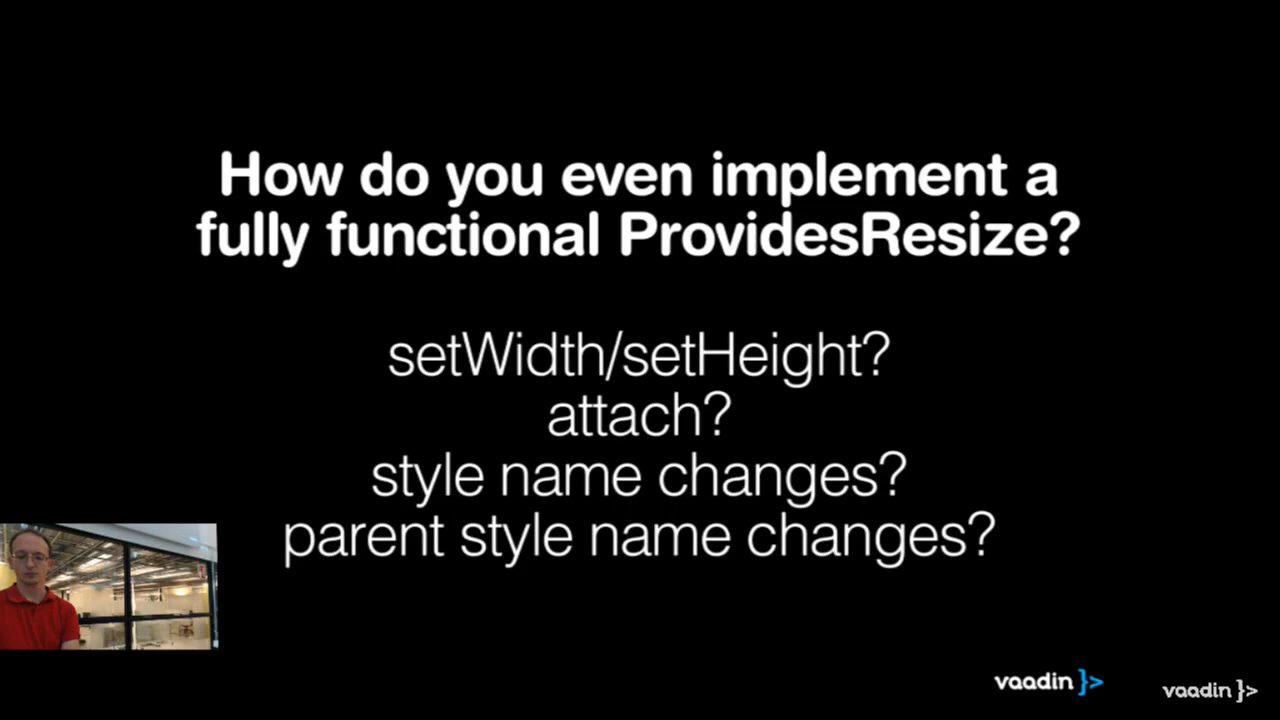 How do you even implement a
fully functional ProvidesResize?
setWidth/setHeight?
attach?
style name changes?
parent style name changes?
vaadin }>
vaadin }>